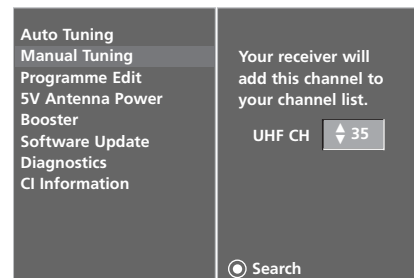 Auto Tuning
Manual Tuning
Programme Edit
5V Antenna Power
Booster
Software Update
Diagnostics
CI Information
Your receiver will
add this channel to
your channel list.
UHF CH 35
Search